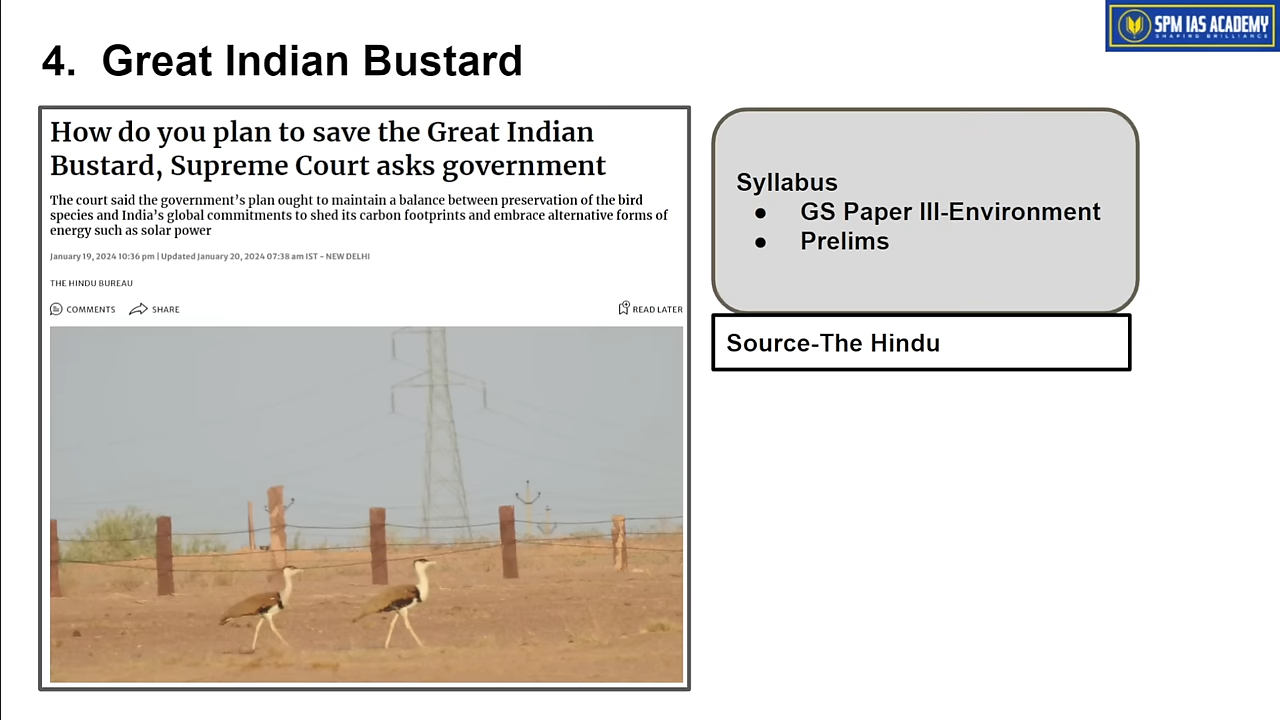 SPM IAS ACADEMY
SHAPING BRILLIANCE
4. Great Indian Bustard
How do you plan to save the Great Indian
Bustard, Supreme Court asks government
The court said the government’s plan ought to maintain a balance between preservation of the bird
species and India’s global commitments to shed its carbon footprints and embrace alternative forms of
energy such as solar power
January 19, 2024 10:36 pm | Updated January 20, 2024 07:38 am IST - NEW DELHI
THE HINDU BUREAU
COMMENTS SHARE READ LATER
Syllabus
● GS Paper III-Environment
● Prelims
Source-The Hindu